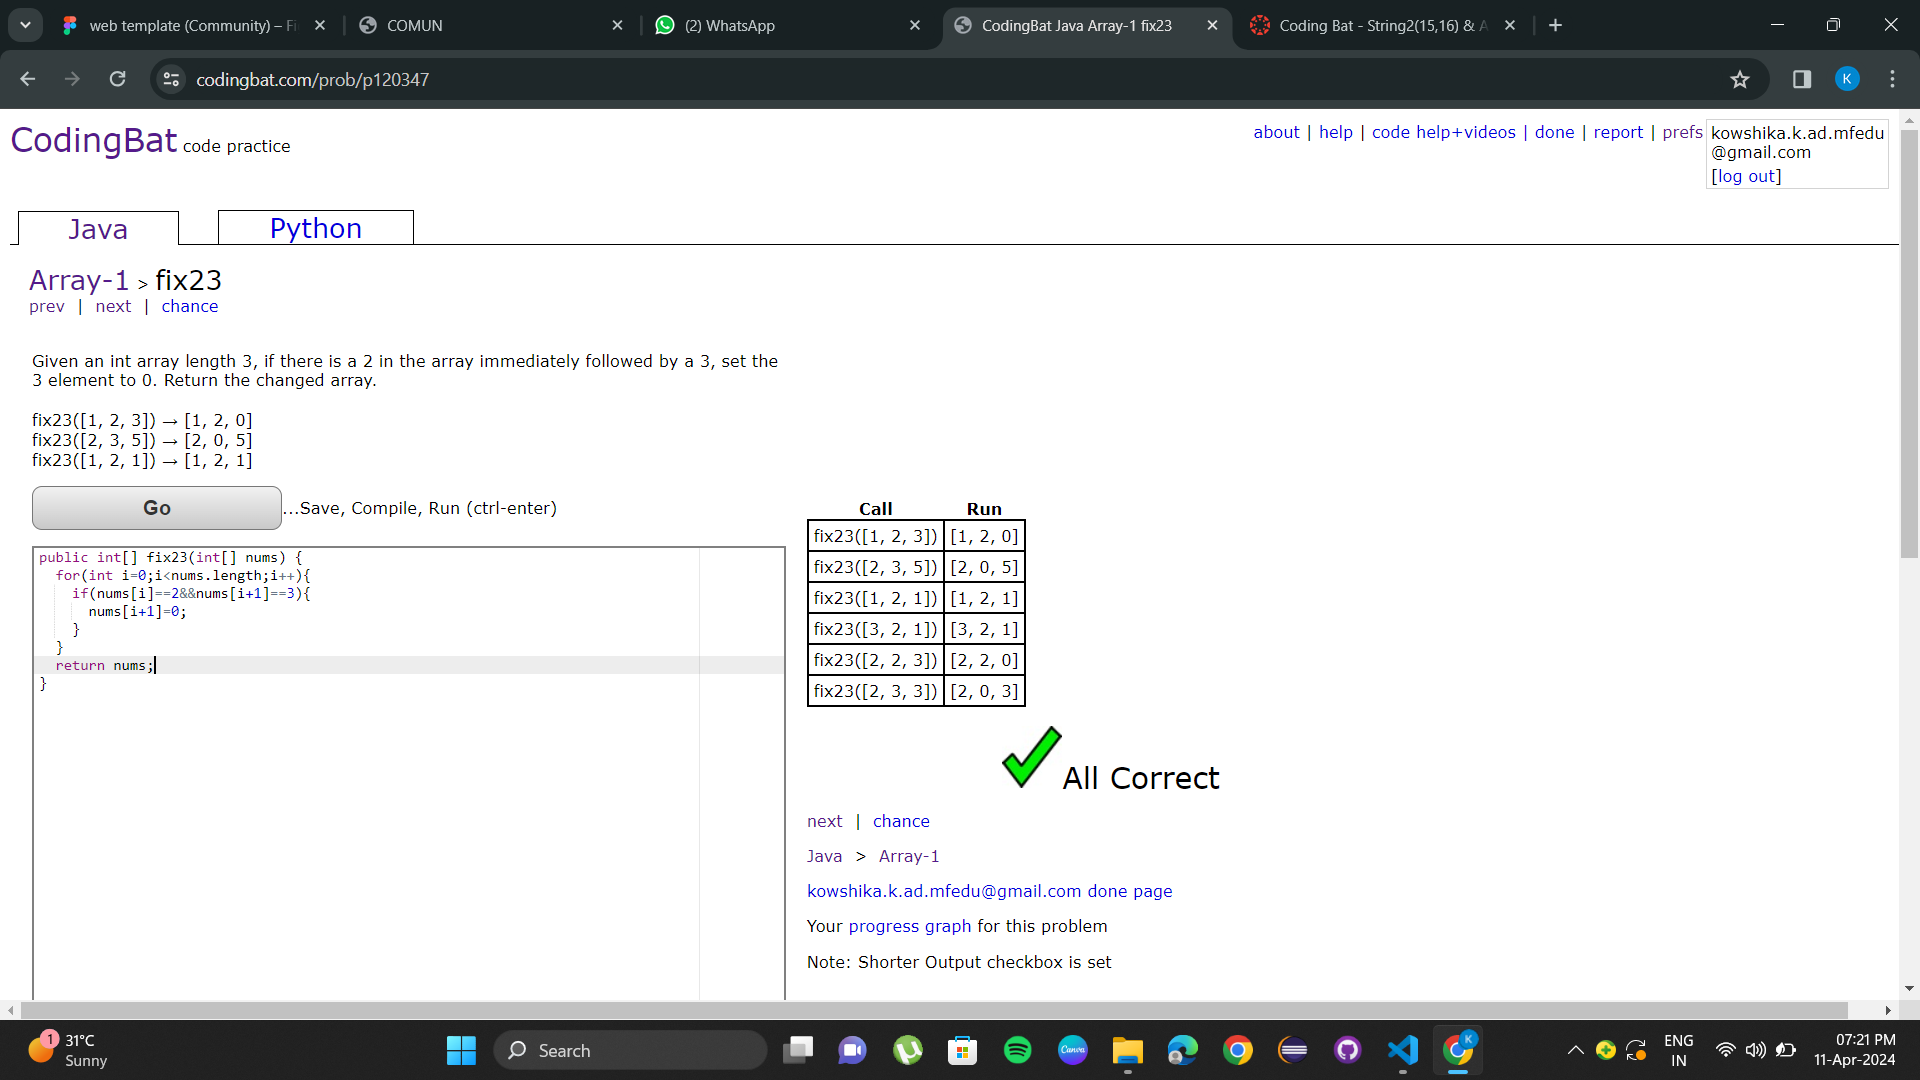 web template (Community) – Fi
COMUN
(2) WhatsApp
CodingBat Java Array-1 fix23
Coding Bat - String2(15,16) & A
codingbat.com/prob/p120347
K
CodingBat code practice
about | help | code help+videos | done | report | prefs
kowshika.k.ad.mfedu
@gmail.com
[log out]
Java
Python
Array-1 > fix23
prev | next | chance
Given an int array length 3, if there is a 2 in the array immediately followed by a 3, set the
3 element to 0. Return the changed array.
fix23([1, 2, 3]) → [1, 2, 0]
fix23([2, 3, 5]) → [2, 0, 5]
fix23([1, 2, 1]) → [1, 2, 1]
Go
...Save, Compile, Run (ctrl-enter)
public int[] fix23(int[] nums) {
for(int i=0;i<nums.length;i++){
if(nums[i]==2&&nums[i+1]==3){
nums[i+1]=0;
}
}
return nums;
}
Call Run
fix23([1, 2, 3]) [1, 2, 0]
fix23([2, 3, 5]) [2, 0, 5]
fix23([1, 2, 1]) [1, 2, 1]
fix23([3, 2, 1]) [3, 2, 1]
fix23([2, 2, 3]) [2, 2, 0]
fix23([2, 3, 3]) [2, 0, 3]
All Correct
next | chance
Java > Array-1
kowshika.k.ad.mfedu@gmail.com done page
Your progress graph for this problem
Note: Shorter Output checkbox is set
1
31°C
Sunny
Search
Canva
K
ENG
IN
07:21 PM
11-Apr-2024